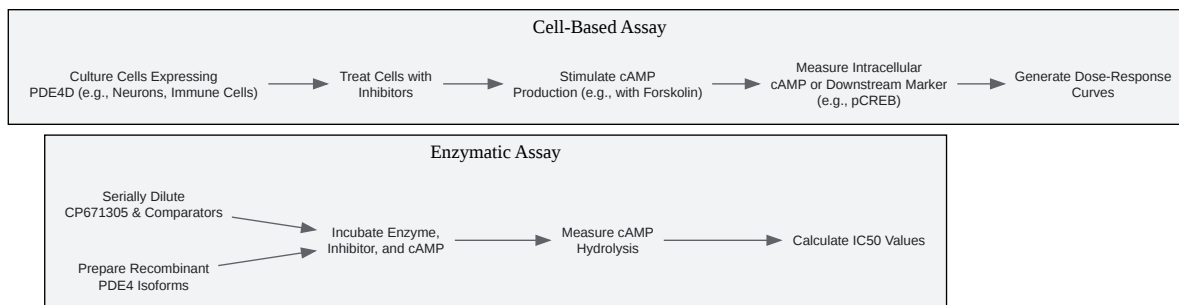 Cell-Based Assay
Culture Cells Expressing
PDE4D (e.g., Neurons, Immune Cells)
Treat Cells with
Inhibitors
Stimulate cAMP
Production (e.g., with Forskolin)
Measure Intracellular
cAMP or Downstream Marker
(e.g., pCREB)
Generate Dose-Response
Curves
Enzymatic Assay
Serially Dilute
CP671305 & Comparators
Prepare Recombinant
PDE4 Isoforms
Incubate Enzyme,
Inhibitor, and cAMP
Measure cAMP
Hydrolysis
Calculate IC50 Values